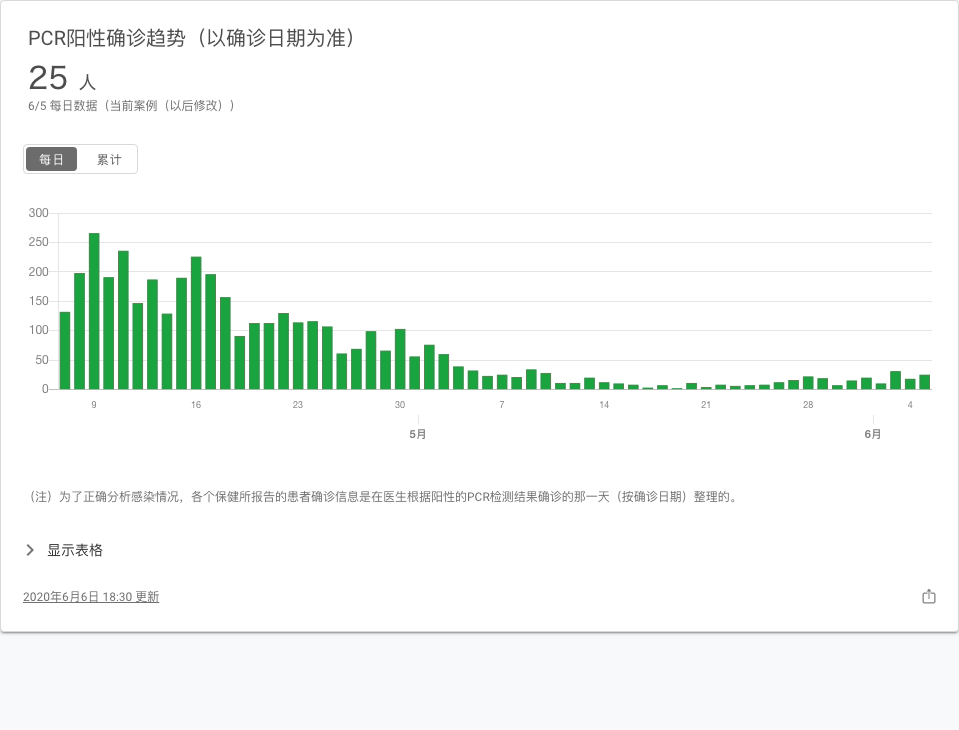 PCR阳性确诊趋势（以确诊日期为准）
25 人
6/5 每日数据（当前案例（以后修改））
每日 累计
300
250
200
150
100
50
0
9 16 23 30 7 14 21 28 4
5月 6月
（注）为了正确分析感染情况，各个保健所报告的患者确诊信息是在医生根据阳性的PCR检测结果确诊的那一天（按确诊日期）整理的。
显示表格
2020年6月6日 18:30 更新